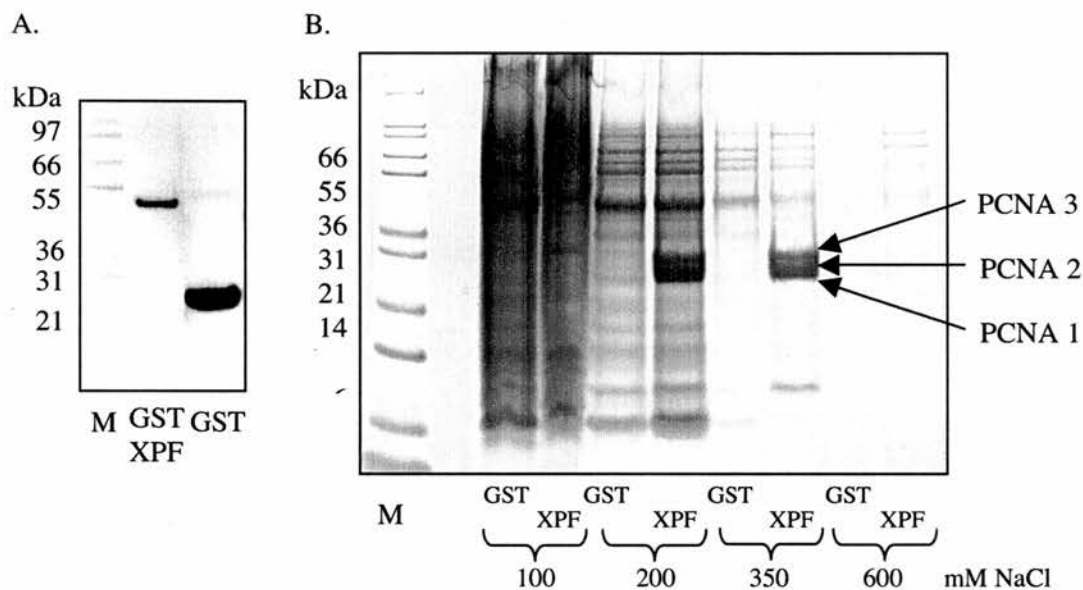 A.
kDa
97
66
55
36
31
21
M GST XPF GST
B.
kDa
66
55
36
31
21
14
PCNA 3
PCNA 2
PCNA 1
M
GST XPF GST XPF GST XPF GST XPF
100 200 350 600 mM NaCl